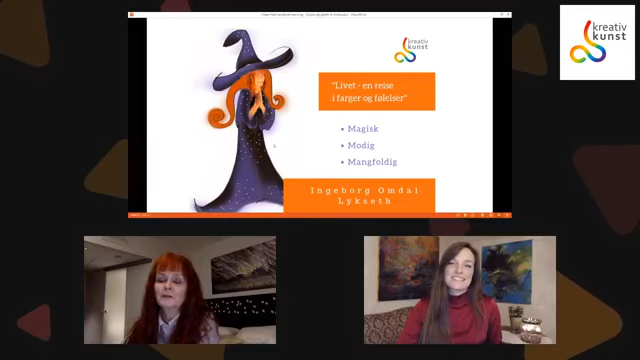 kreativ
kunst
kreativ
kunst
"Livet - en reise
i farger og følelser"
• Magisk
• Modig
• Mangfoldig
Ingeborg Omdal
Lykseth